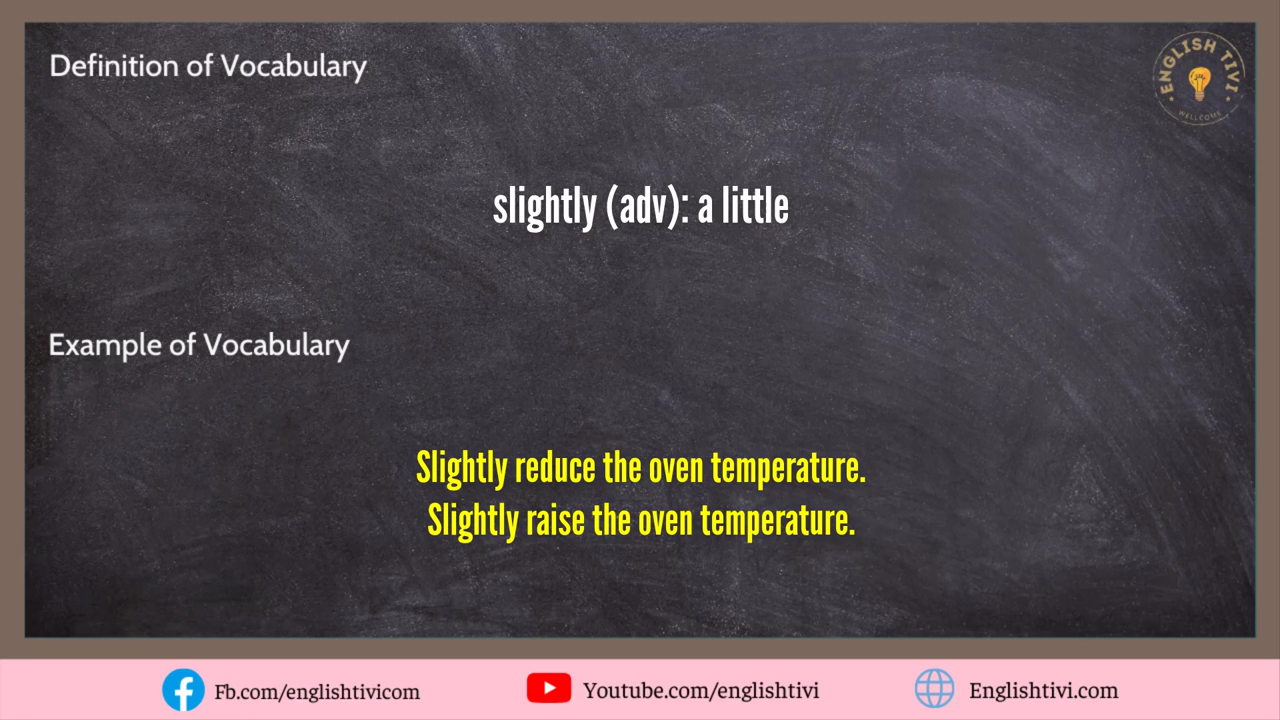 Definition of Vocabulary
ENGLISH TIVI
WELLCOME
slightly (adv): a little
Example of Vocabulary
Slightly reduce the oven temperature.
Slightly raise the oven temperature.
Fb.com/englishtivicom
Youtube.com/englishtivi
Englishtivi.com